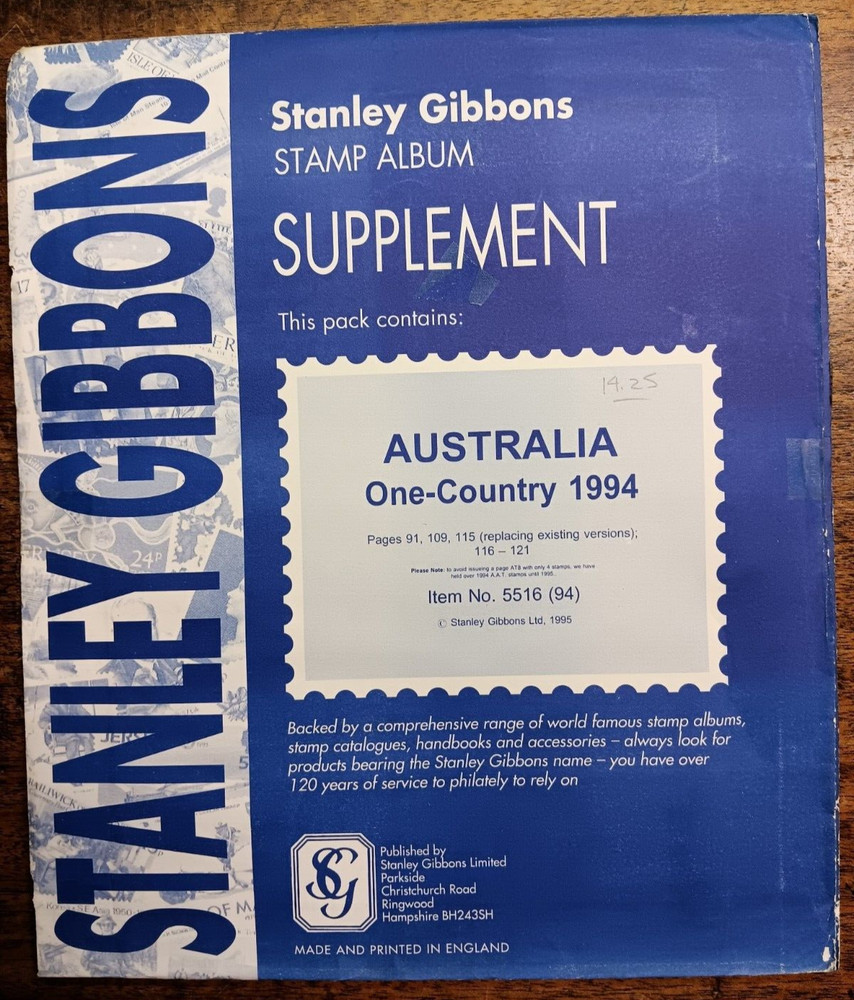 STANLEY GIBBONS
Stanley Gibbons
STAMP ALBUM
SUPPLEMENT
This pack contains:
14.25
AUSTRALIA
One-Country 1994
Pages 91, 109, 115 (replacing existing versions);
116 – 121
Please Note: to avoid issuing a page AT8 with only 4 stamps, we have
held over 1994 A.A.T. stamps until 1995.
Item No. 5516 (94)
© Stanley Gibbons Ltd, 1995
Backed by a comprehensive range of world famous stamp albums,
stamp catalogues, handbooks and accessories – always look for
products bearing the Stanley Gibbons name – you have over
120 years of service to philately to rely on
SG
Published by
Stanley Gibbons Limited
Parkside
Christchurch Road
Ringwood
Hampshire BH243SH
MADE AND PRINTED IN ENGLAND
ISLE OF
17
24P